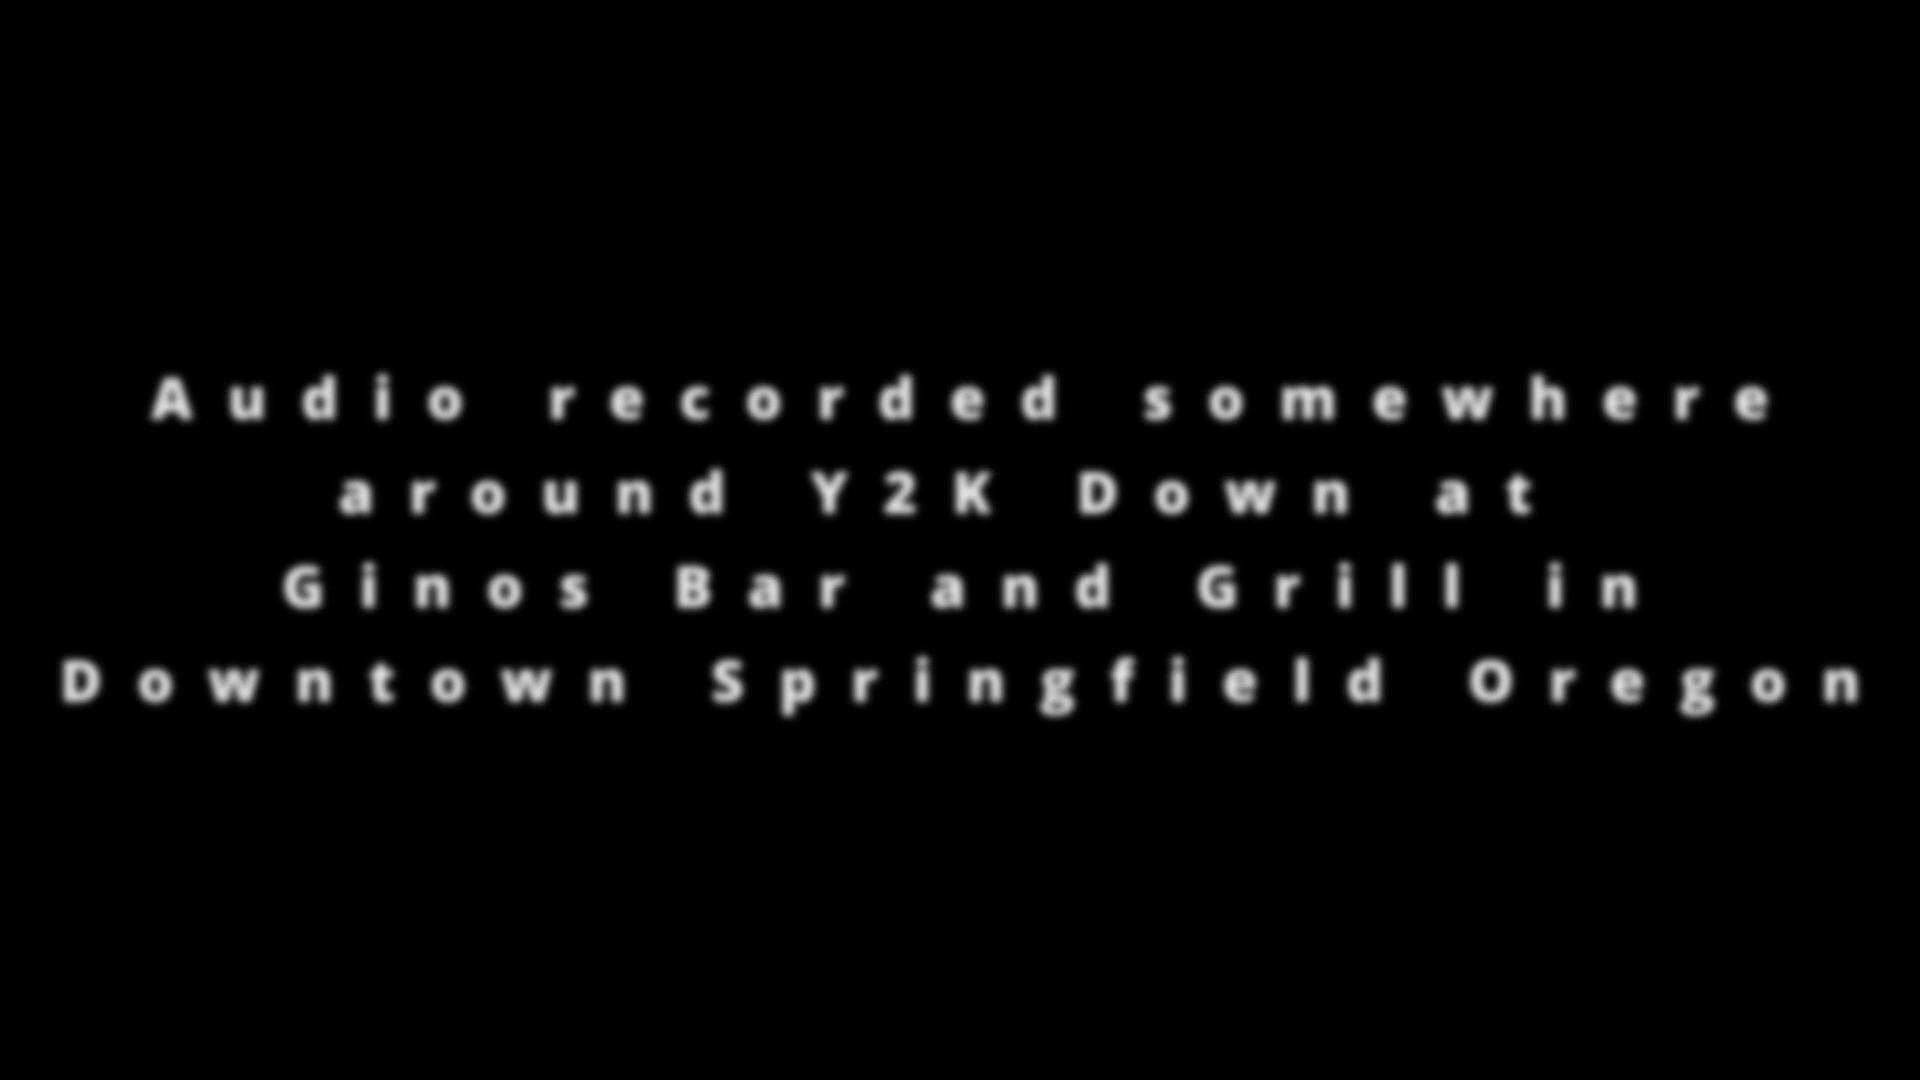 Audio recorded somewhere
around Y2K Down at
Ginos Bar and Grill in
Downtown Springfield Oregon